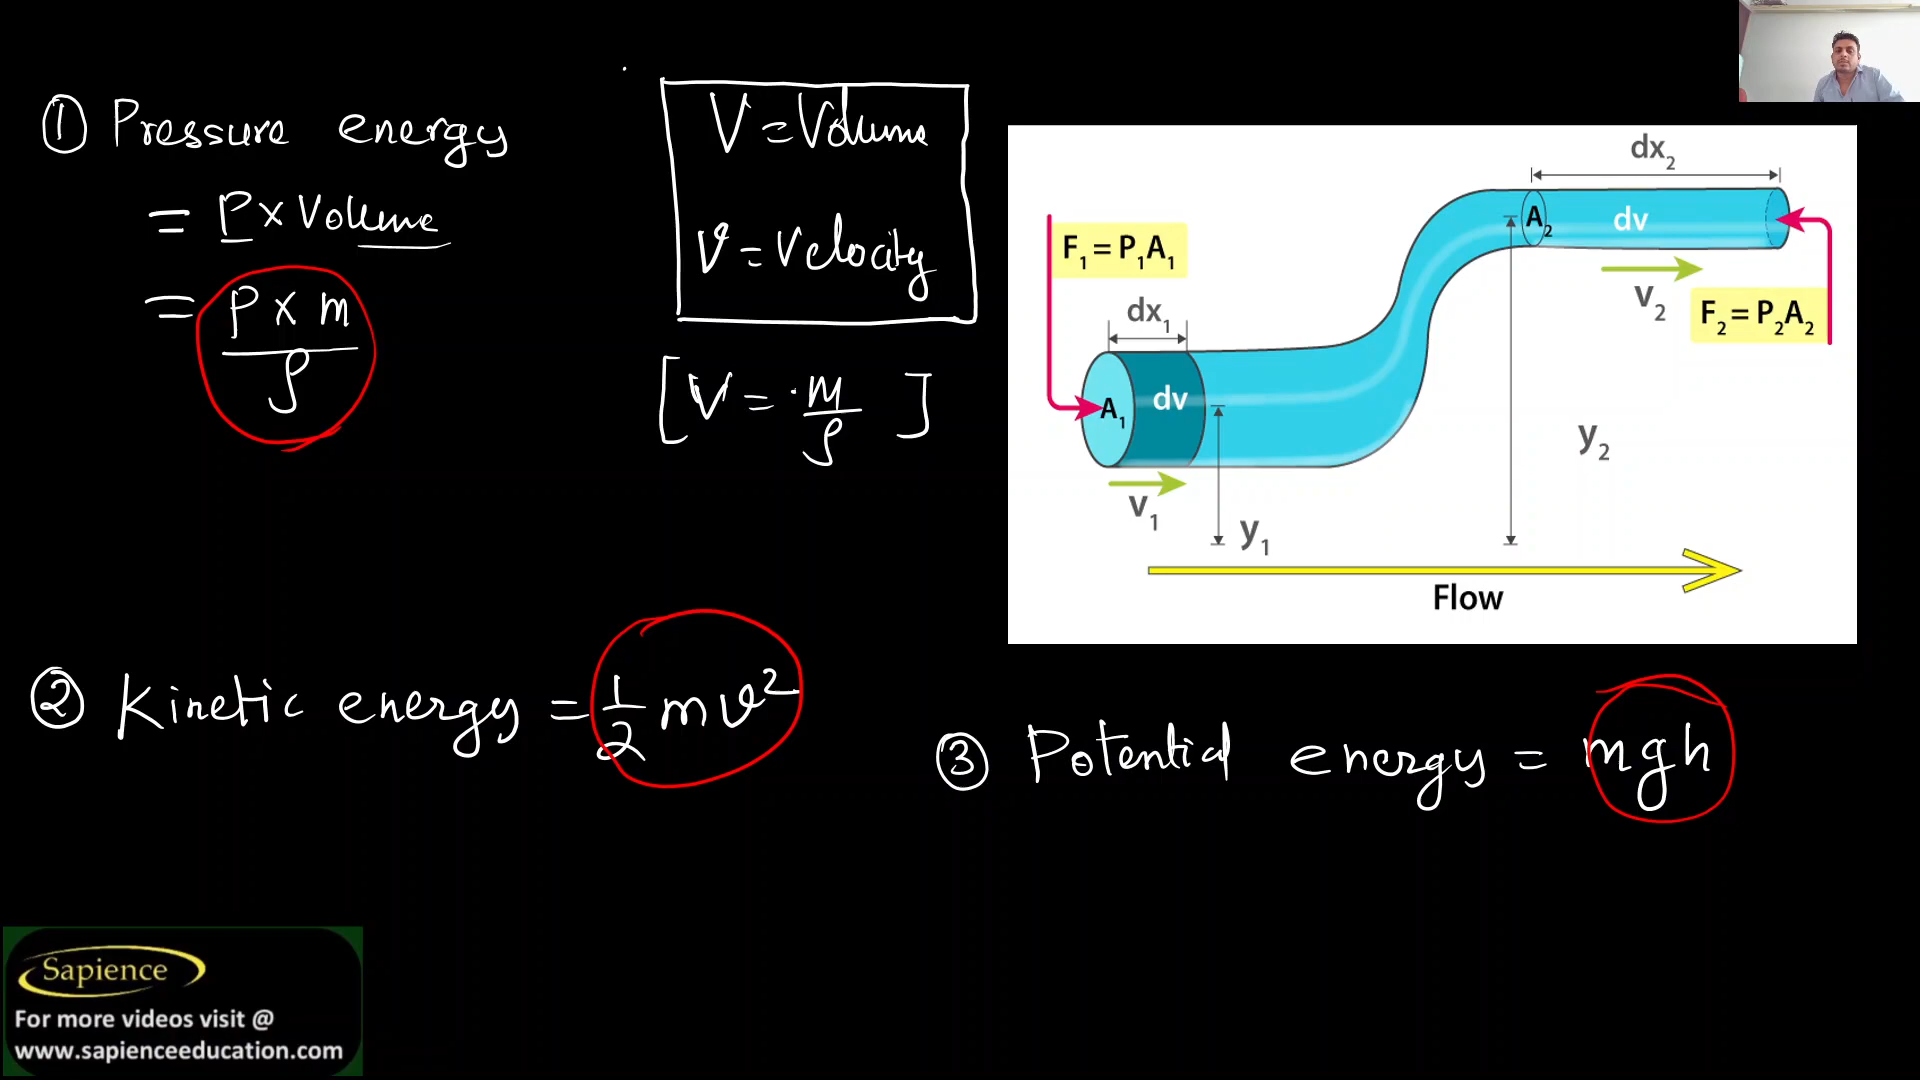 ① Pressure energy
= P × Volume
= P × m / ρ
V = Volume
v = Velocity
[V = m / ρ]
dx₂
A₂ dv
F₁ = P₁A₁
v₂
F₂ = P₂A₂
dx₁
A₁ dv
y₂
v₁
y₁
Flow
② Kinetic energy = 1/2 mv²
③ Potential energy = mgh
Sapience
For more videos visit @
www.sapienceeducation.com